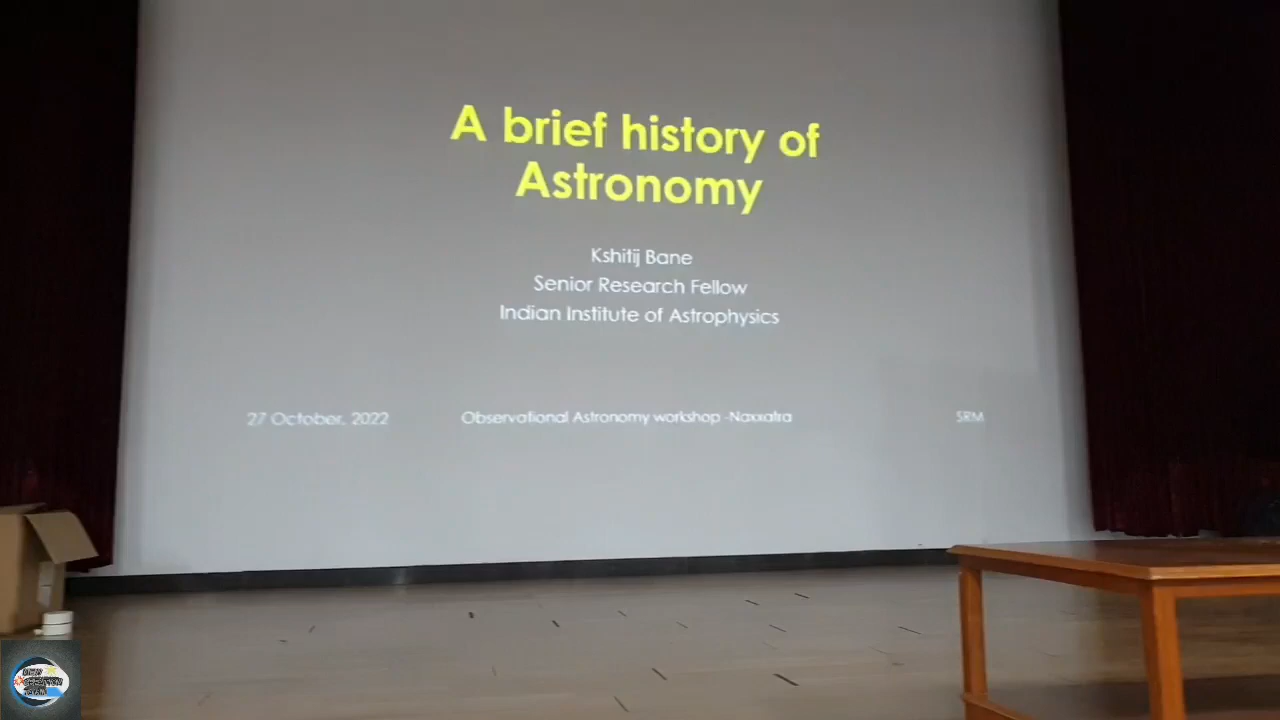 A brief history of
Astronomy
Kshitij Bane
Senior Research Fellow
Indian Institute of Astrophysics
27 October, 2022
Observational Astronomy workshop -Naxxatra
SRM